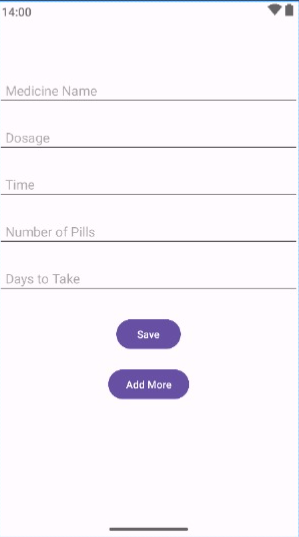 14:00
Medicine Name
Dosage
Time
Number of Pills
Days to Take
Save
Add More